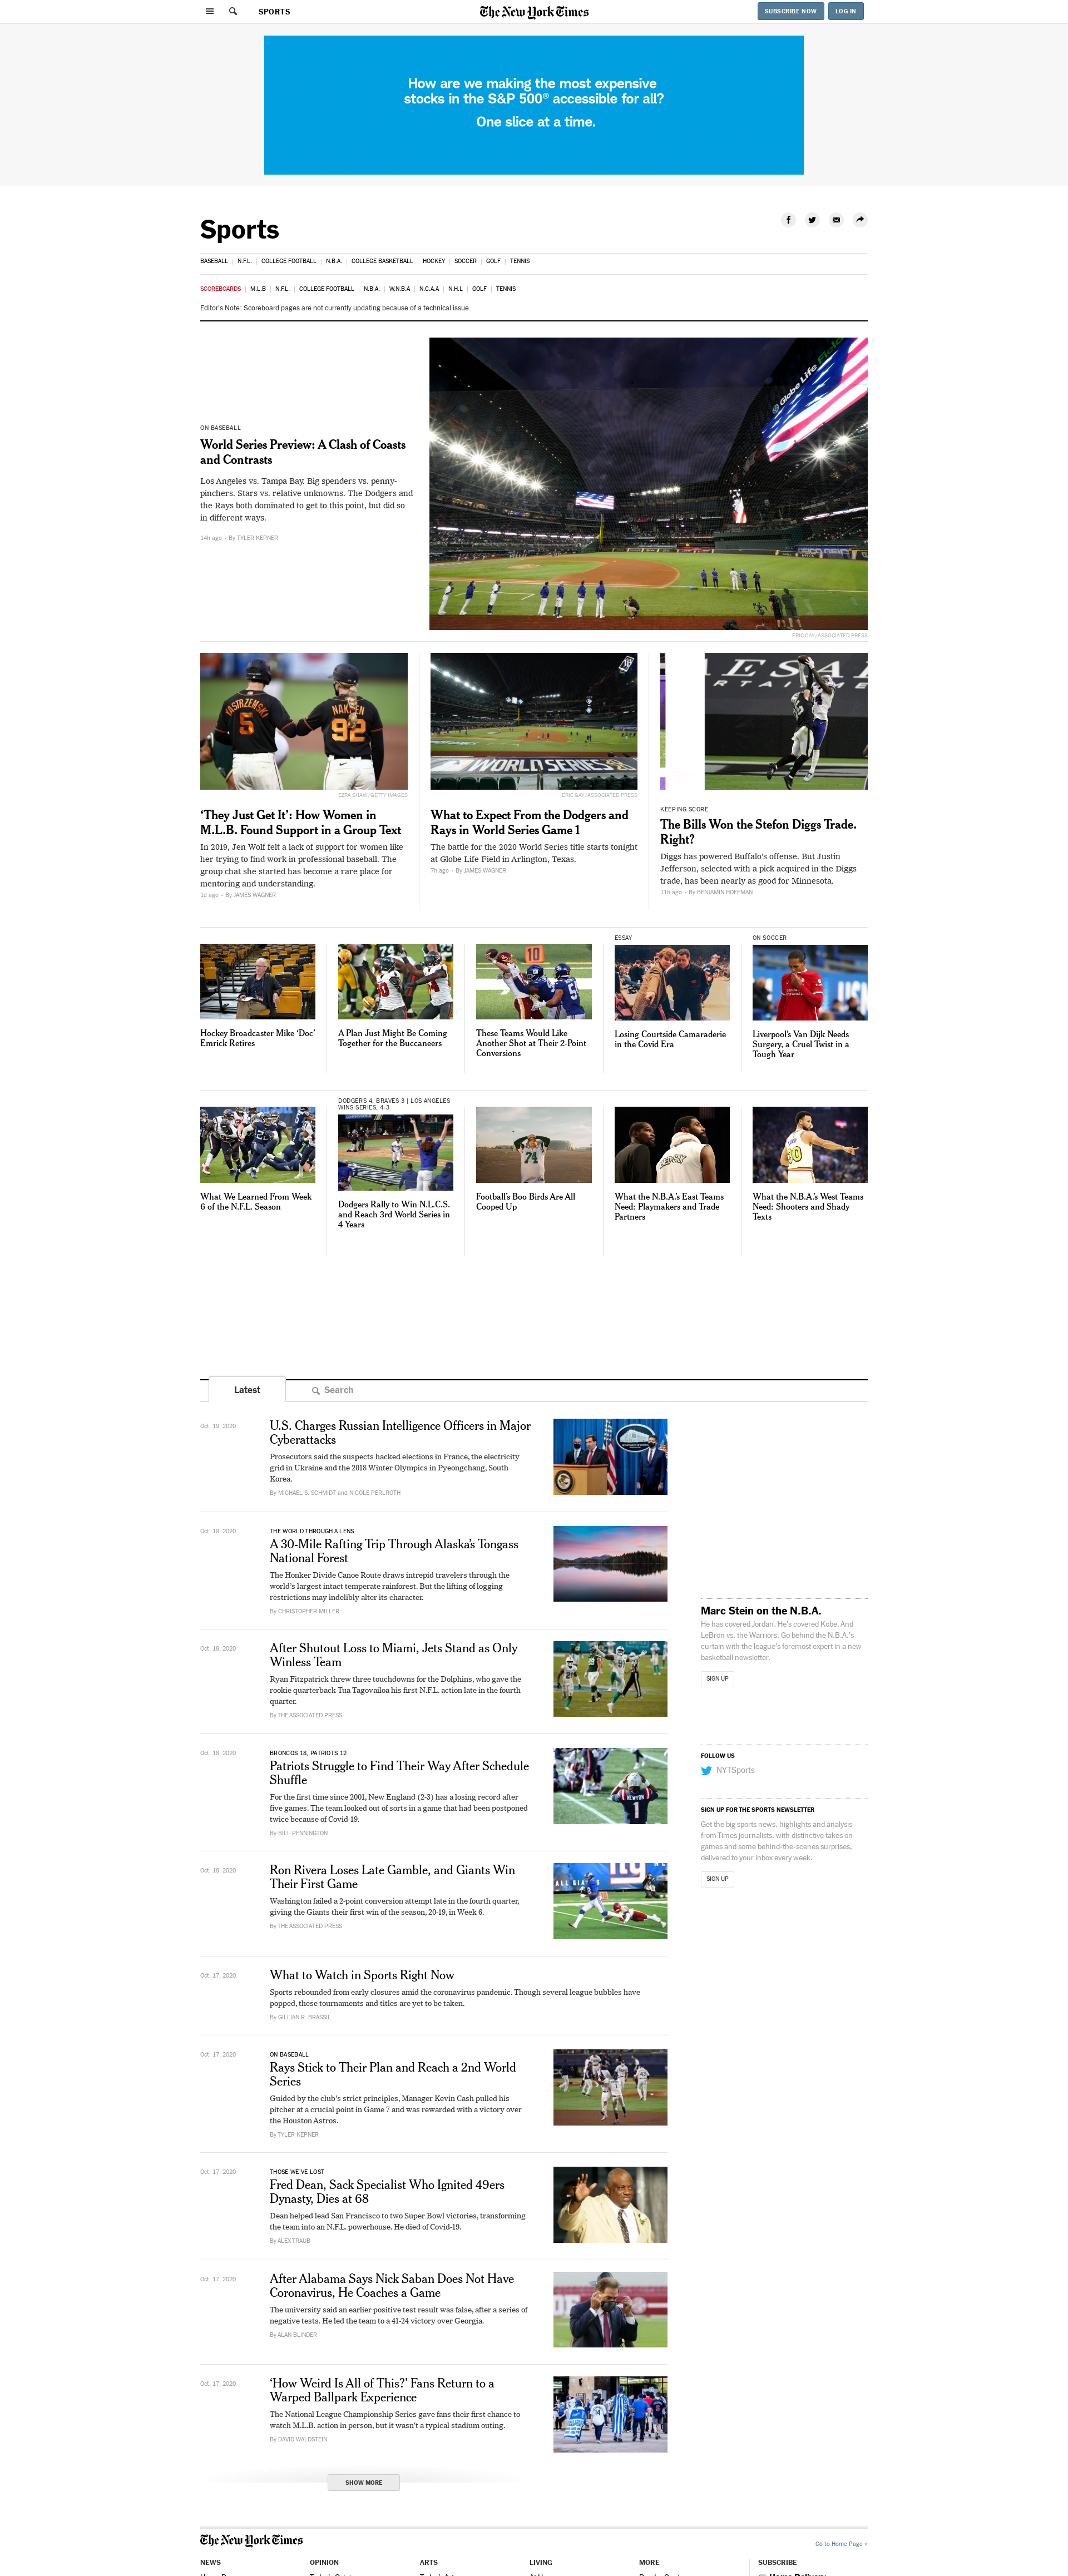 SPORTS
The New York Times
SUBSCRIBE NOW
LOG IN
How are we making the most expensive
stocks in the S&P 500® accessible for all?
One slice at a time.
Sports
BASEBALL
N.F.L.
COLLEGE FOOTBALL
N.B.A.
COLLEGE BASKETBALL
HOCKEY
SOCCER
GOLF
TENNIS
SCOREBOARDS
M.L.B
N.F.L.
COLLEGE FOOTBALL
N.B.A.
W.N.B.A
N.C.A.A
N.H.L
GOLF
TENNIS
Editor's Note: Scoreboard pages are not currently updating because of a technical issue.
ON BASEBALL
World Series Preview: A Clash of Coasts
and Contrasts
Los Angeles vs. Tampa Bay. Big spenders vs. penny-
pinchers. Stars vs. relative unknowns. The Dodgers and
the Rays both dominated to get to this point, but did so
in different ways.
14h ago - By TYLER KEPNER
Globe Life Field
ERIC GAY/ASSOCIATED PRESS
YASTRZEMSKI
5
NAKKEN
92
EZRA SHAW/GETTY IMAGES
‘They Just Get It’: How Women in
M.L.B. Found Support in a Group Text
In 2019, Jen Wolf felt a lack of support for women like
her trying to find work in professional baseball. The
group chat she started has become a rare place for
mentoring and understanding.
1d ago - By JAMES WAGNER
WORLD SERIES
ERIC GAY/ASSOCIATED PRESS
What to Expect From the Dodgers and
Rays in World Series Game 1
The battle for the 2020 World Series title starts tonight
at Globe Life Field in Arlington, Texas.
7h ago - By JAMES WAGNER
KEEPING SCORE
The Bills Won the Stefon Diggs Trade.
Right?
Diggs has powered Buffalo’s offense. But Justin
Jefferson, selected with a pick acquired in the Diggs
trade, has been nearly as good for Minnesota.
11h ago - By BENJAMIN HOFFMAN
Hockey Broadcaster Mike ‘Doc’
Emrick Retires
A Plan Just Might Be Coming
Together for the Buccaneers
10
These Teams Would Like
Another Shot at Their 2-Point
Conversions
ESSAY
Losing Courtside Camaraderie
in the Covid Era
ON SOCCER
Liverpool’s Van Dijk Needs
Surgery, a Cruel Twist in a
Tough Year
What We Learned From Week
6 of the N.F.L. Season
DODGERS 4, BRAVES 3 | LOS ANGELES
WINS SERIES, 4-3
Dodgers Rally to Win N.L.C.S.
and Reach 3rd World Series in
4 Years
74
Football’s Boo Birds Are All
Cooped Up
What the N.B.A.’s East Teams
Need: Playmakers and Trade
Partners
30
What the N.B.A.’s West Teams
Need: Shooters and Shady
Texts
Latest
Search
Oct. 19, 2020
U.S. Charges Russian Intelligence Officers in Major
Cyberattacks
Prosecutors said the suspects hacked elections in France, the electricity
grid in Ukraine and the 2018 Winter Olympics in Pyeongchang, South
Korea.
By MICHAEL S. SCHMIDT and NICOLE PERLROTH
Oct. 19, 2020
THE WORLD THROUGH A LENS
A 30-Mile Rafting Trip Through Alaska’s Tongass
National Forest
The Honker Divide Canoe Route draws intrepid travelers through the
world’s largest intact temperate rainforest. But the lifting of logging
restrictions may indelibly alter its character.
By CHRISTOPHER MILLER
Marc Stein on the N.B.A.
He has covered Jordan. He’s covered Kobe. And
LeBron vs. the Warriors. Go behind the N.B.A.’s
curtain with the league’s foremost expert in a new
basketball newsletter.
SIGN UP
Oct. 18, 2020
After Shutout Loss to Miami, Jets Stand as Only
Winless Team
Ryan Fitzpatrick threw three touchdowns for the Dolphins, who gave the
rookie quarterback Tua Tagovailoa his first N.F.L. action late in the fourth
quarter.
By THE ASSOCIATED PRESS
Oct. 18, 2020
BRONCOS 18, PATRIOTS 12
Patriots Struggle to Find Their Way After Schedule
Shuffle
For the first time since 2001, New England (2-3) has a losing record after
five games. The team looked out of sorts in a game that had been postponed
twice because of Covid-19.
By BILL PENNINGTON
NEWTON
1
FOLLOW US
NYTSports
SIGN UP FOR THE SPORTS NEWSLETTER
Get the big sports news, highlights and analysis
from Times journalists, with distinctive takes on
games and some behind-the-scenes surprises,
delivered to your inbox every week.
SIGN UP
Oct. 18, 2020
Ron Rivera Loses Late Gamble, and Giants Win
Their First Game
Washington failed a 2-point conversion attempt late in the fourth quarter,
giving the Giants their first win of the season, 20-19, in Week 6.
By THE ASSOCIATED PRESS
Oct. 17, 2020
What to Watch in Sports Right Now
Sports rebounded from early closures amid the coronavirus pandemic. Though several league bubbles have
popped, these tournaments and titles are yet to be taken.
By GILLIAN R. BRASSIL
Oct. 17, 2020
ON BASEBALL
Rays Stick to Their Plan and Reach a 2nd World
Series
Guided by the club’s strict principles, Manager Kevin Cash pulled his
pitcher at a crucial point in Game 7 and was rewarded with a victory over
the Houston Astros.
By TYLER KEPNER
Oct. 17, 2020
THOSE WE’VE LOST
Fred Dean, Sack Specialist Who Ignited 49ers
Dynasty, Dies at 68
Dean helped lead San Francisco to two Super Bowl victories, transforming
the team into an N.F.L. powerhouse. He died of Covid-19.
By ALEX TRAUB
Oct. 17, 2020
After Alabama Says Nick Saban Does Not Have
Coronavirus, He Coaches a Game
The university said an earlier positive test result was false, after a series of
negative tests. He led the team to a 41-24 victory over Georgia.
By ALAN BLINDER
Oct. 17, 2020
‘How Weird Is All of This?’ Fans Return to a
Warped Ballpark Experience
The National League Championship Series gave fans their first chance to
watch M.L.B. action in person, but it wasn’t a typical stadium outing.
By DAVID WALDSTEIN
SHOW MORE
The New York Times
Go to Home Page »
NEWS
OPINION
ARTS
LIVING
MORE
SUBSCRIBE